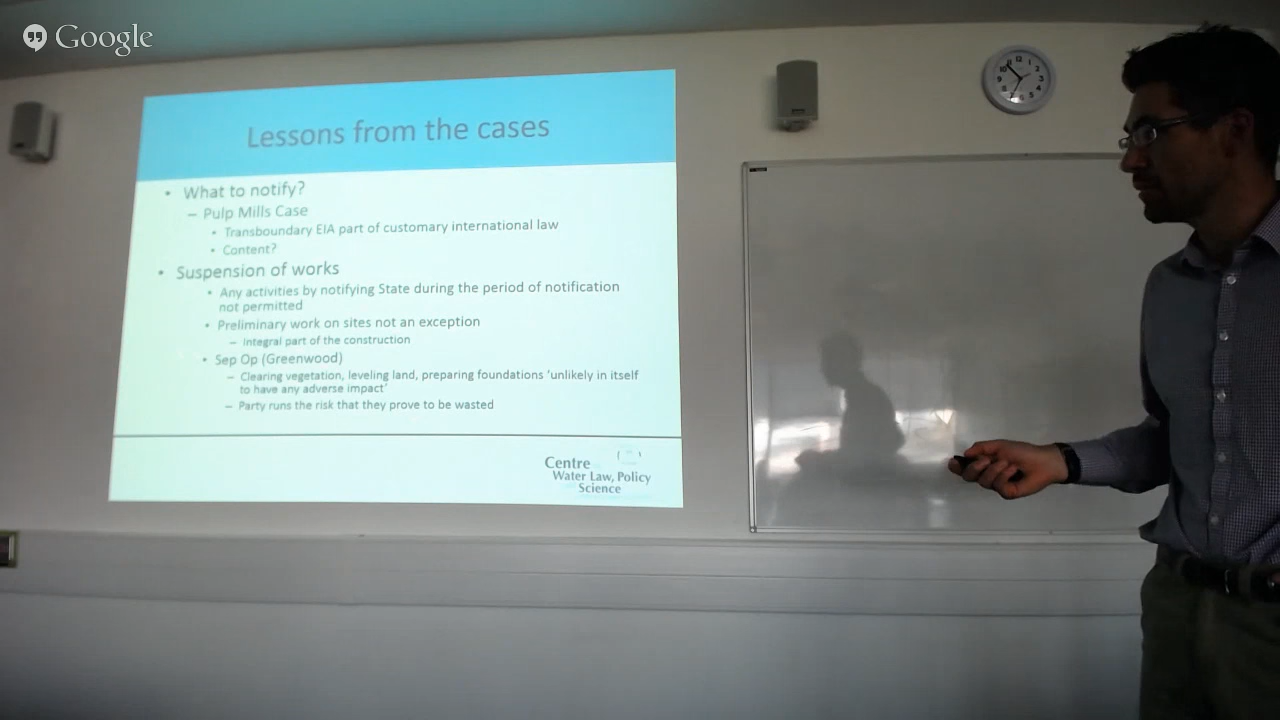 Google
Lessons from the cases
• What to notify?
– Pulp Mills Case
• Transboundary EIA part of customary international law
• Content?
• Suspension of works
• Any activities by notifying State during the period of notification
not permitted
• Preliminary work on sites not an exception
– Integral part of the construction
• Sep Op (Greenwood)
– Clearing vegetation, leveling land, preparing foundations 'unlikely in itself
to have any adverse impact'
– Party runs the risk that they prove to be wasted
Centre
Water Law, Policy
Science